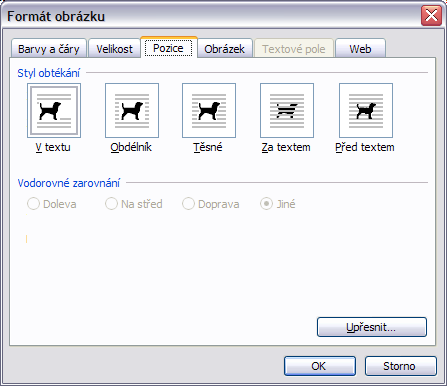 Formát obrázku
Barvy a čáry Velikost Pozice Obrázek Textové pole Web
Styl obtékání
V textu Obdélník Těsné Za textem Před textem
Vodorovné zarovnání
Doleva Na střed Doprava Jiné
Upřesnit...
OK Storno